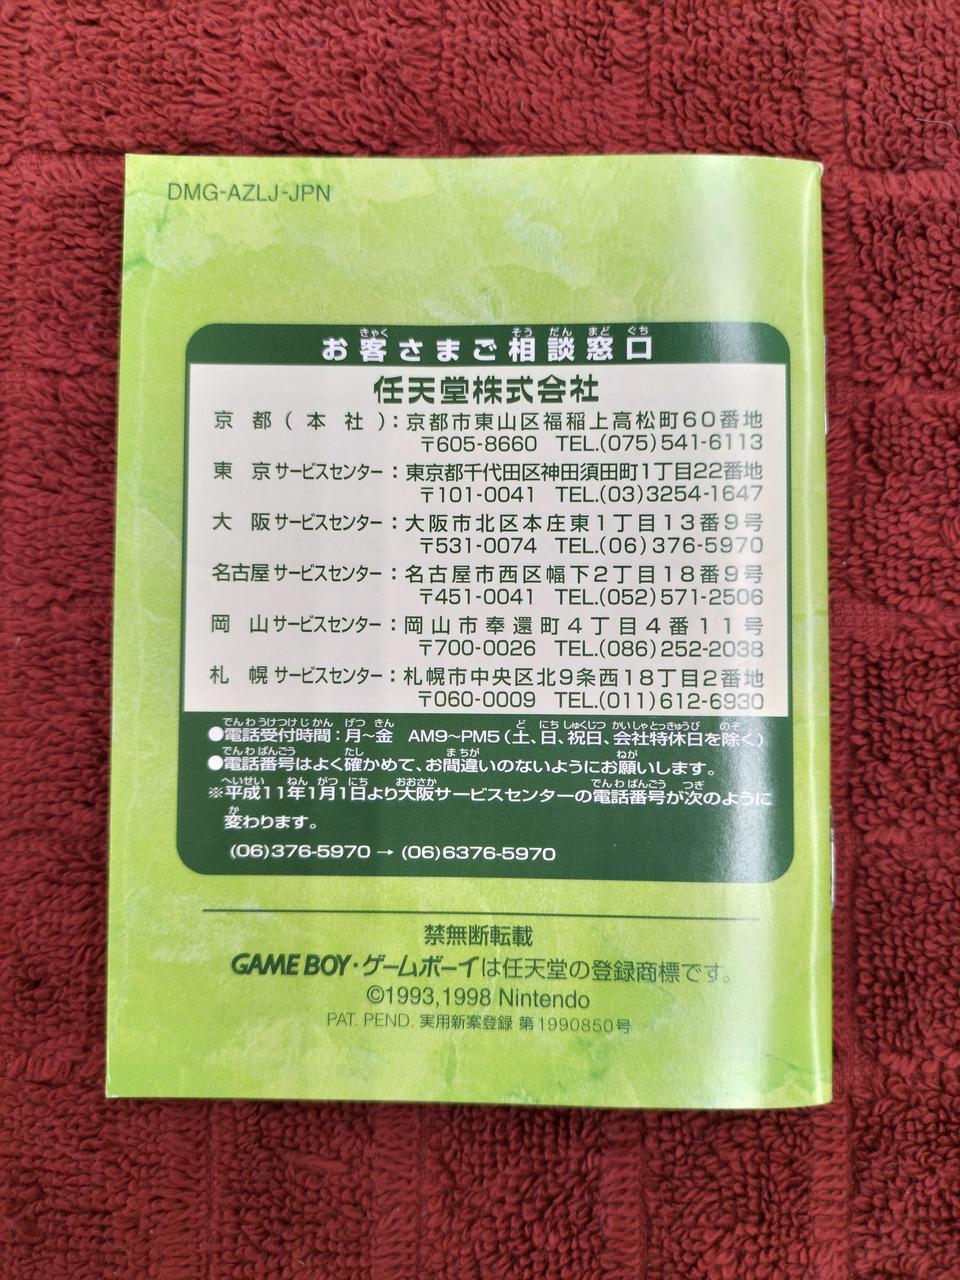 DMG-AZLJ-JPN
お客さまご相談窓口
任天堂株式会社
京都(本社):京都市東山区福稲上高松町60番地
〒605-8660 TEL.(075)541-6113
東京サービスセンター:東京都千代田区神田須田町1丁目22番地
〒101-0041 TEL.(03)3254-1647
大阪サービスセンター:大阪市北区本庄東1丁目13番9号
〒531-0074 TEL.(06)376-5970
名古屋サービスセンター:名古屋市西区幅下2丁目18番9号
〒451-0041 TEL.(052)571-2506
岡山サービスセンター:岡山市奉還町4丁目4番11号
〒700-0026 TEL.(086)252-2038
札幌サービスセンター:札幌市中央区北9条西18丁目2番地
〒060-0009 TEL.(011)612-6930
●電話受付時間:月~金 AM9~PM5(土、日、祝日、会社特休日を除く)
●電話番号はよく確かめて、お間違いのないようにお願いします。
※平成11年1月1日より大阪サービスセンターの電話番号が次のように
変わります。
(06)376-5970 → (06)6376-5970
禁無断転載
GAME BOY・ゲームボーイは任天堂の登録商標です。
©1993,1998 Nintendo
PAT. PEND. 実用新案登録 第1990850号